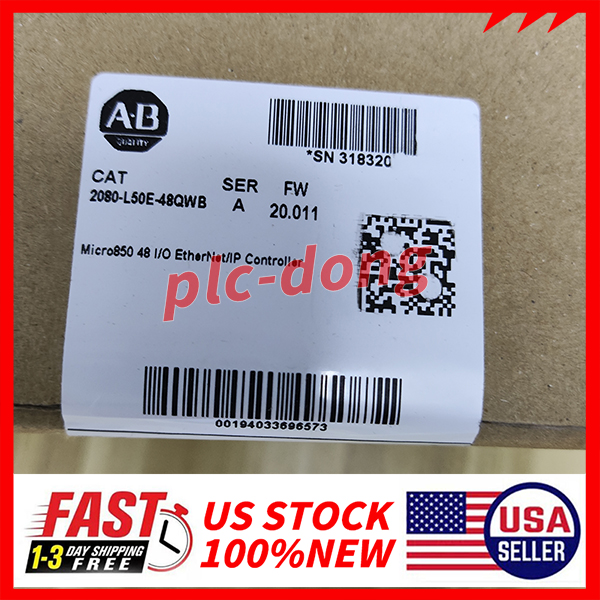 A-B
QUALITY
*SN 318320
CAT
SER
FW
2080-L50E-48QWB
A
20.011
Micro850 48 I/O EtherNet/IP Controller
plc-dong
00194033696573
FAST
1-3 DAY SHIPPING
FREE
US STOCK
100%NEW
USA
SELLER